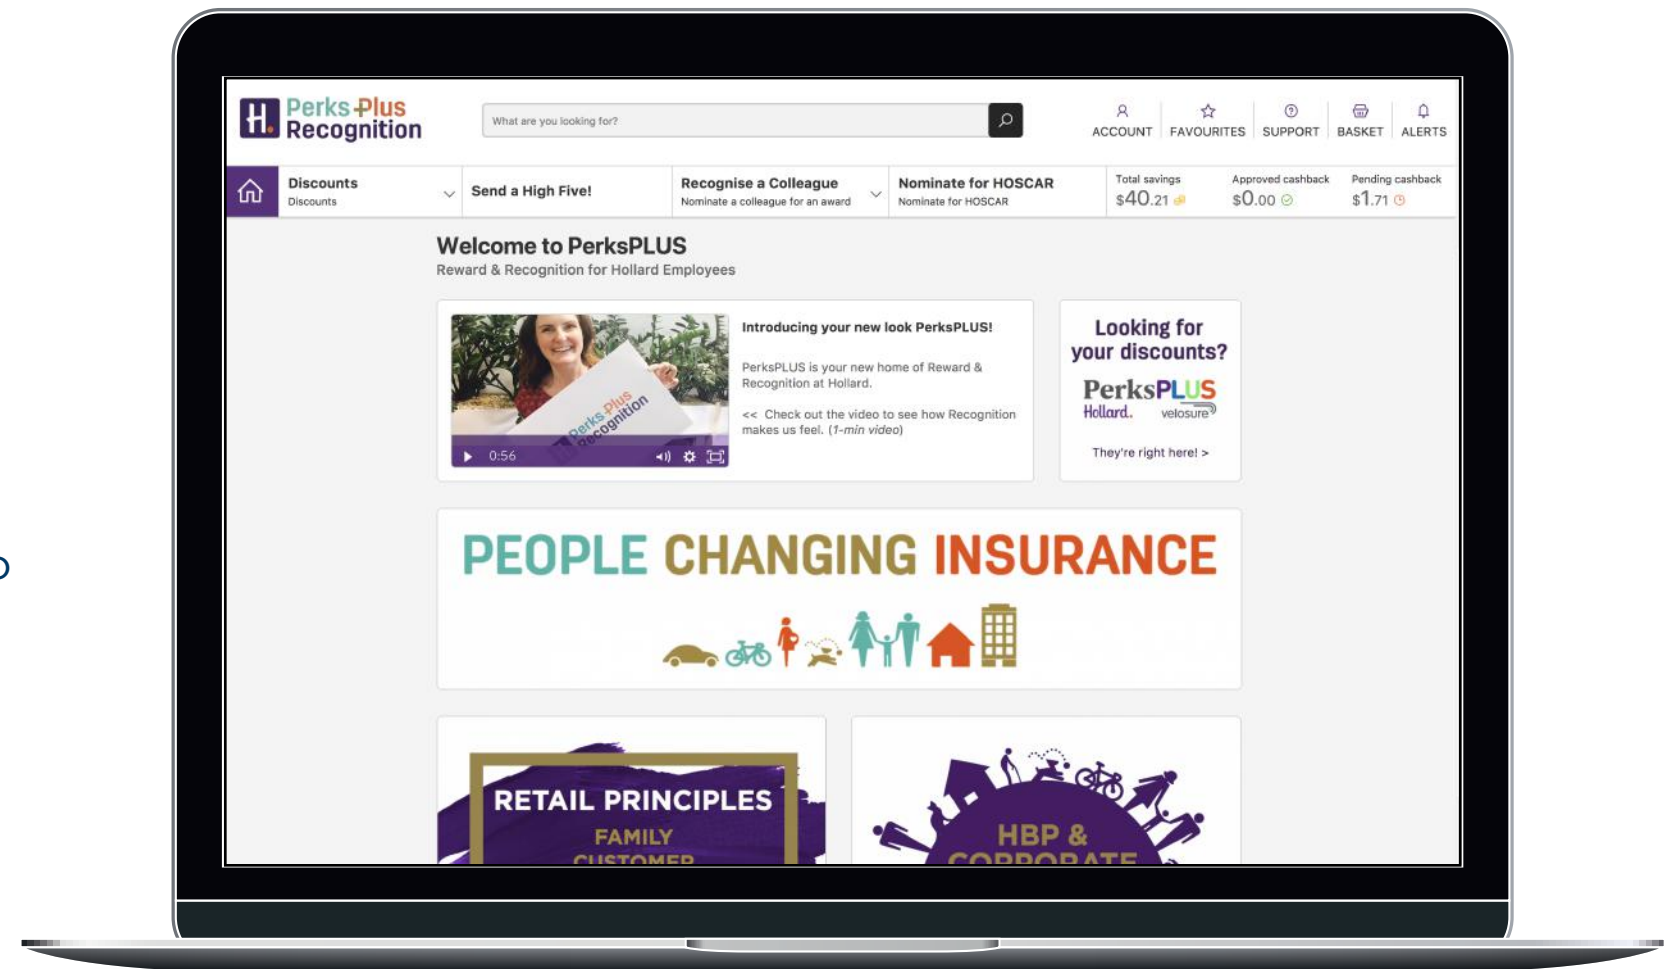 H.
Perks Plus
Recognition
What are you looking for?
ACCOUNT
FAVOURITES
SUPPORT
BASKET
ALERTS
Discounts
Discounts
Send a High Five!
Recognise a Colleague
Nominate a colleague for an award
Nominate for HOSCAR
Nominate for HOSCAR
Total savings
$40.21
Approved cashback
$0.00
Pending cashback
$1.71
Welcome to PerksPLUS
Reward & Recognition for Hollard Employees
Perks Plus
Recognition
0:56
Introducing your new look PerksPLUS!
PerksPLUS is your new home of Reward &
Recognition at Hollard.
<< Check out the video to see how Recognition
makes us feel. (1-min video)
Looking for
your discounts?
PerksPLUS
Hollard. velosure
They're right here! >
PEOPLE CHANGING INSURANCE
RETAIL PRINCIPLES
FAMILY
CUSTOMER
HBP &
CORPORATE